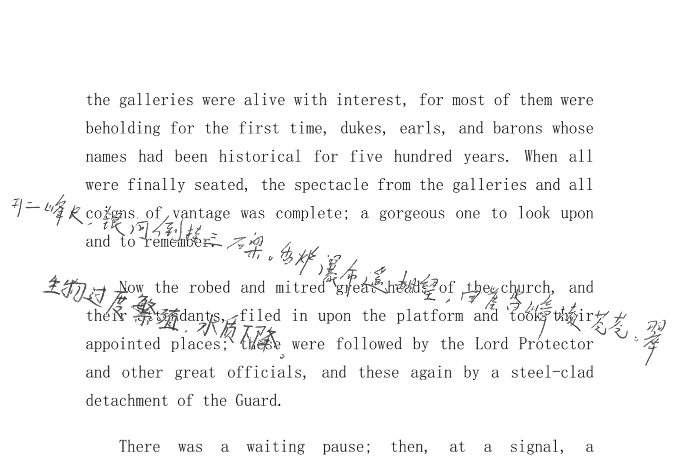 the galleries were alive with interest, for most of them were
beholding for the first time, dukes, earls, and barons whose
names had been historical for five hundred years. When all
were finally seated, the spectacle from the galleries and all
coigns of vantage was complete; a gorgeous one to look upon
and to remember.
开二峰长，银河倒挂三石梁。香炉瀑布遥相望，回崖沓嶂凌苍苍。翠
Now the robed and mitred great heads of the church, and
their attendants, filed in upon the platform and took their
appointed places; these were followed by the Lord Protector
and other great officials, and these again by a steel-clad
detachment of the Guard.
生物过度繁殖，水质下降。
There was a waiting pause; then, at a signal, a